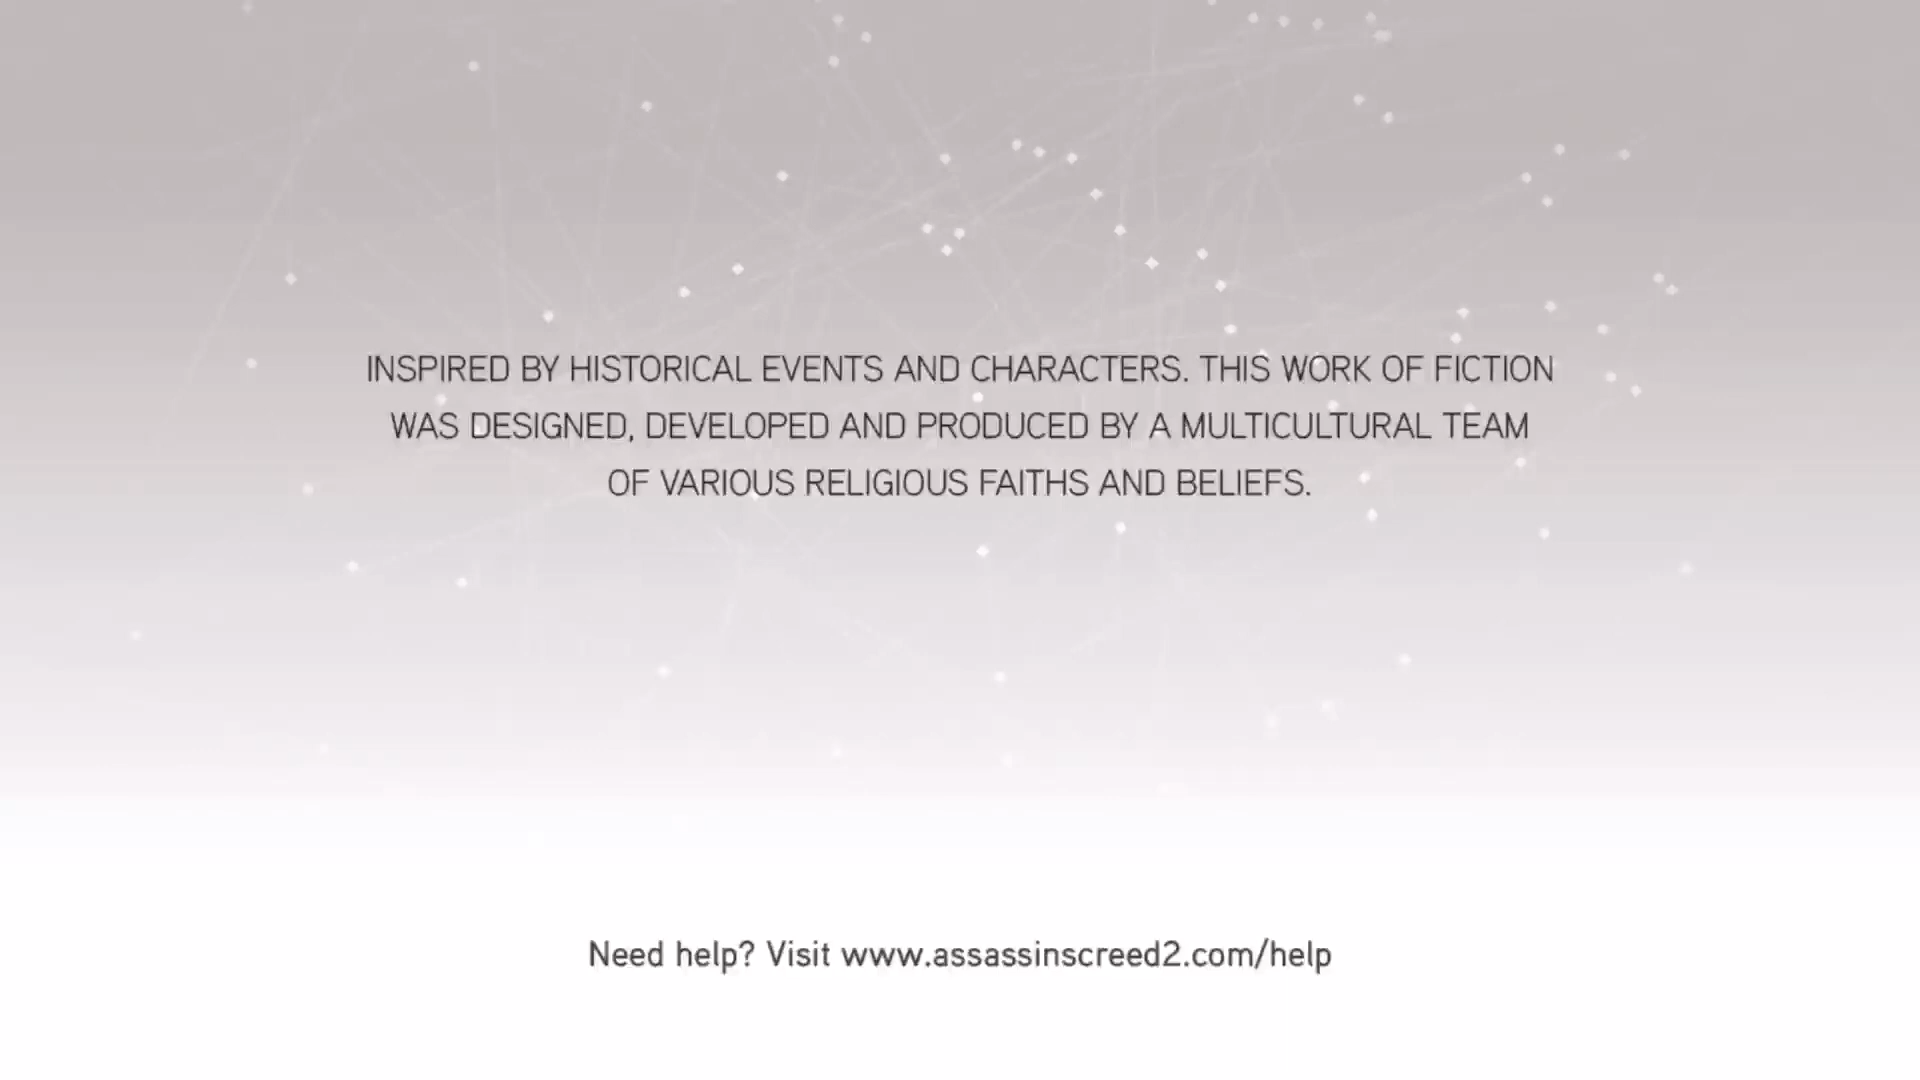 INSPIRED BY HISTORICAL EVENTS AND CHARACTERS. THIS WORK OF FICTION
WAS DESIGNED, DEVELOPED AND PRODUCED BY A MULTICULTURAL TEAM
OF VARIOUS RELIGIOUS FAITHS AND BELIEFS.
Need help? Visit www.assassinscreed2.com/help